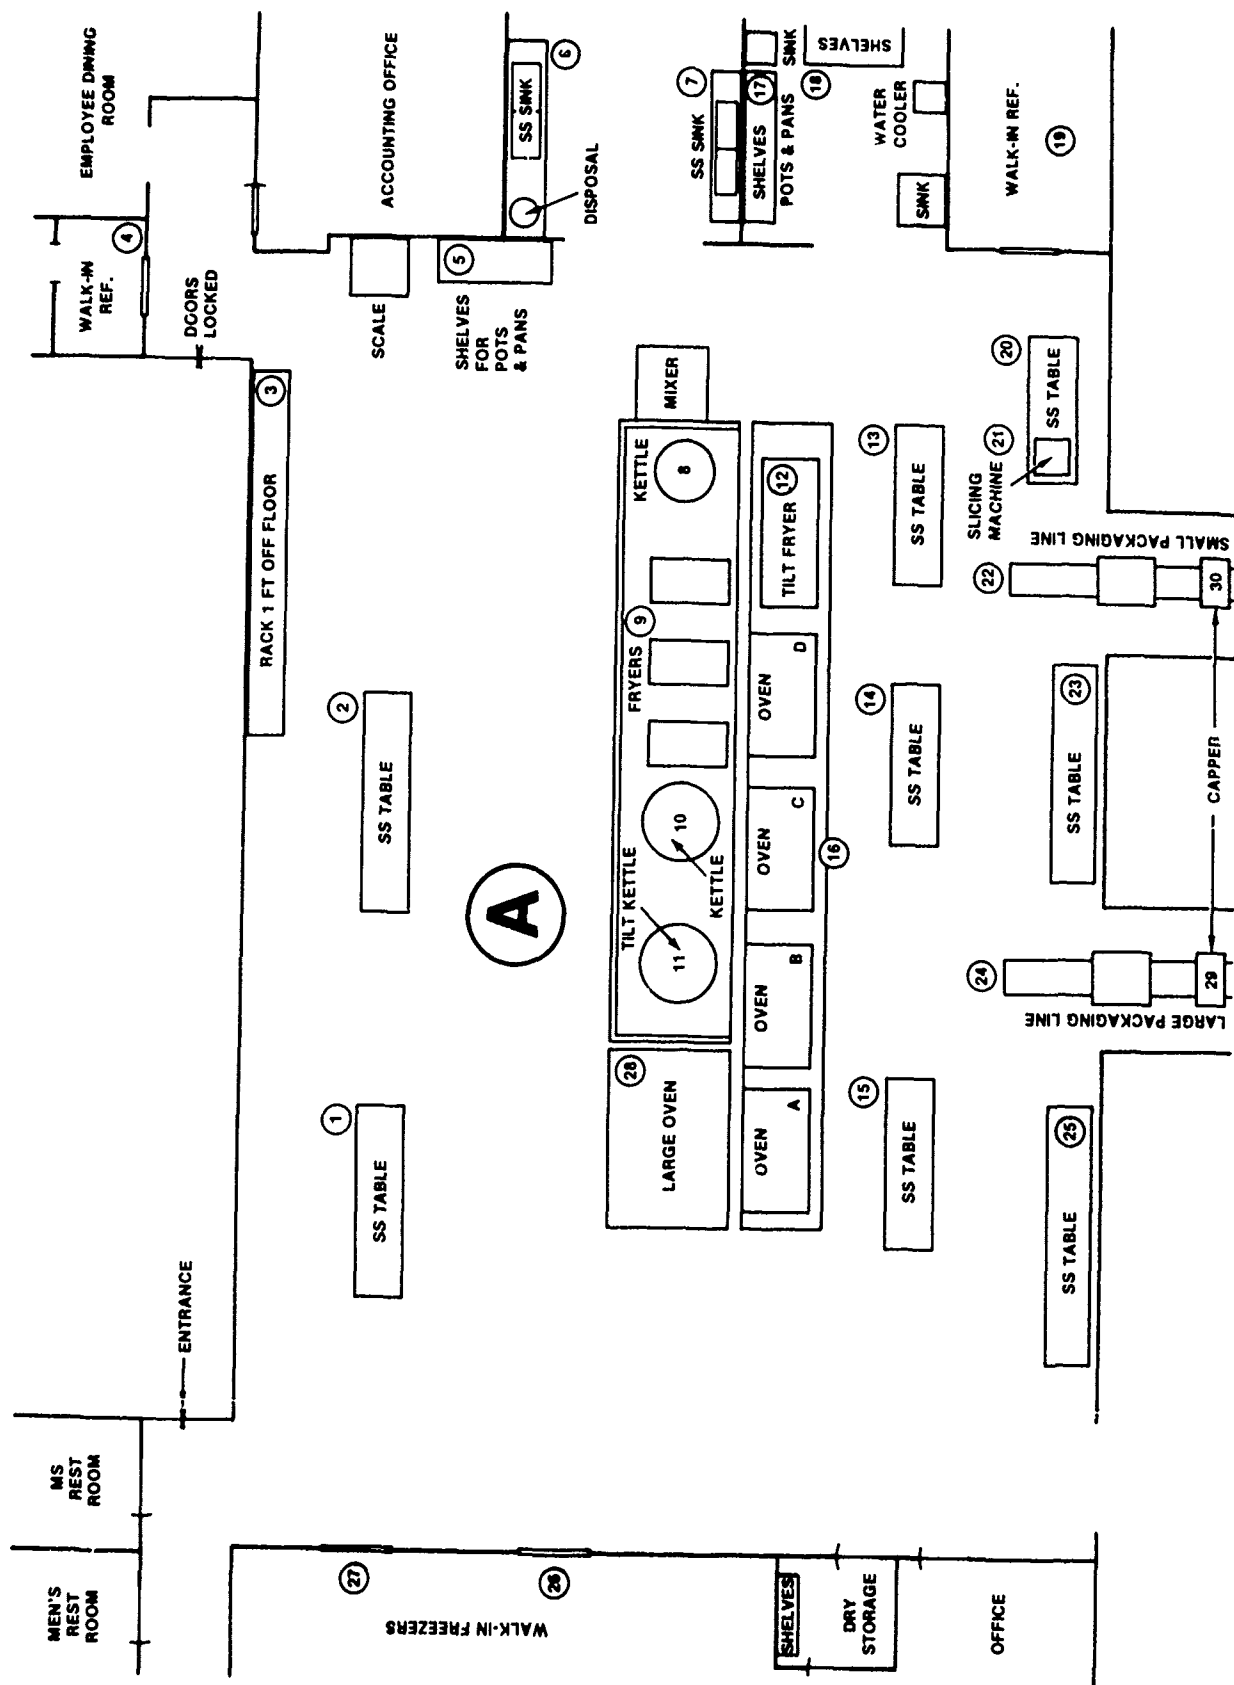 EMPLOYEE DINING
ROOM
WALK-IN
REF.
4
DOORS
LOCKED
ACCOUNTING OFFICE
SCALE
5
SHELVES
FOR
POTS
& PANS
SS SINK
6
DISPOSAL
SS SINK
7
SHELVES
17
POTS & PANS
SINK
18
SHELVES
WATER
COOLER
SINK
WALK-IN REF.
19
RACK 1 FT OFF FLOOR
3
SS TABLE
2
SS TABLE
1
ENTRANCE
MS
REST
ROOM
MEN'S
REST
ROOM
A
MIXER
KETTLE
8
FRYERS
9
10
KETTLE
TILT KETTLE
11
LARGE OVEN
28
TILT FRYER
12
OVEN
D
OVEN
C
16
OVEN
B
OVEN
A
SS TABLE
13
SS TABLE
14
SS TABLE
15
SS TABLE
20
SLICING
MACHINE
21
SMALL PACKAGING LINE
22
30
SS TABLE
23
CAPPER
24
29
LARGE PACKAGING LINE
SS TABLE
25
27
26
WALK-IN FREEZERS
SHELVES
DRY
STORAGE
OFFICE